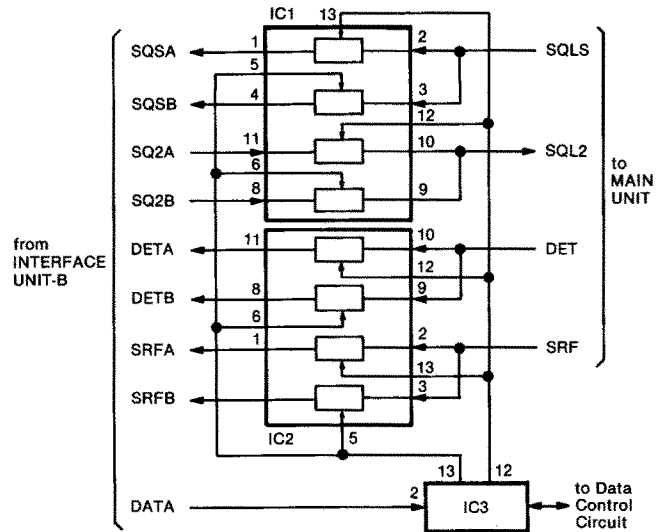 IC1 13
SQSA 1 2 SQLS
5
SQSB 4 3
12
SQ2A 11 10 SQL2
6
SQ2B 8 9
to
MAIN
UNIT
from
INTERFACE
UNIT-B
DETA 11 10 DET
12
DETB 8 9
6
SRFA 1 2 SRF
13
SRFB 3
IC2 5
13 12
DATA 2 IC3
to Data
Control
Circuit